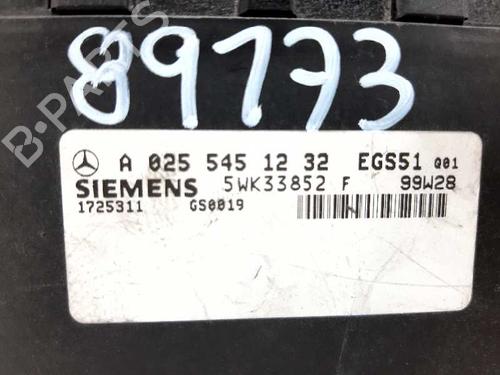 89173
B-PARTS
A 025 545 12 32 EGS51 Q01
SIEMENS 5WK33852 F 99W28
1725311 GS0019